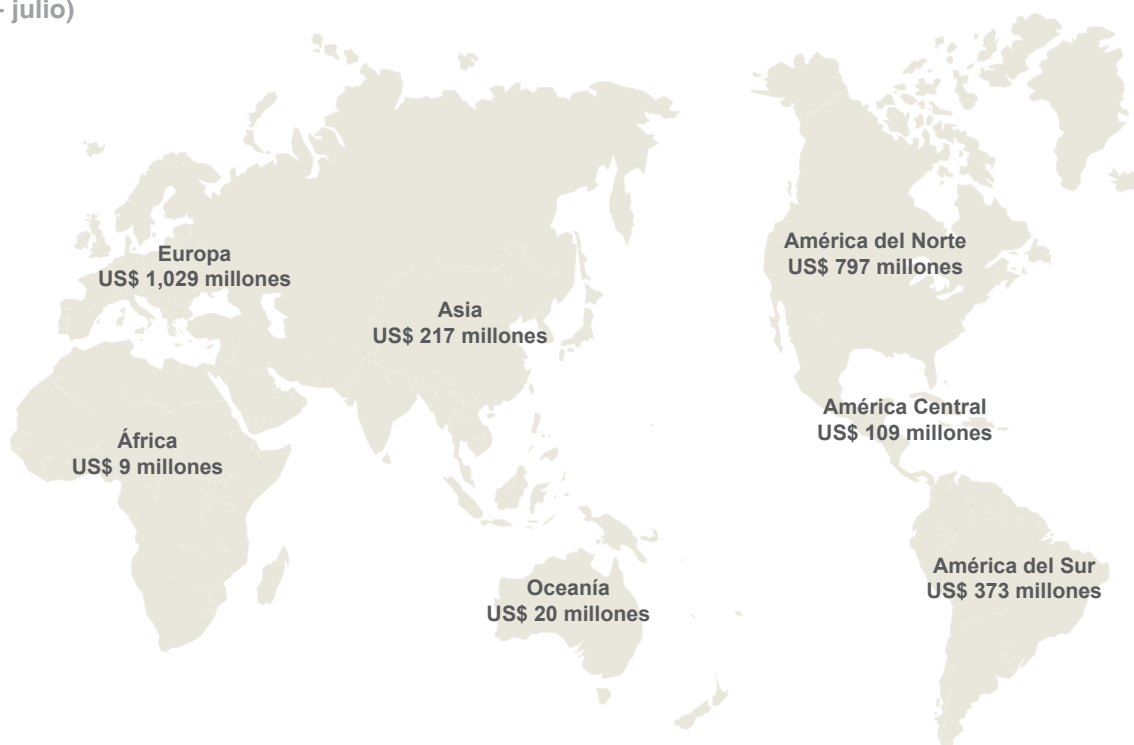 - julio)
Europa
US$ 1,029 millones
América del Norte
US$ 797 millones
Asia
US$ 217 millones
América Central
US$ 109 millones
África
US$ 9 millones
América del Sur
US$ 373 millones
Oceanía
US$ 20 millones